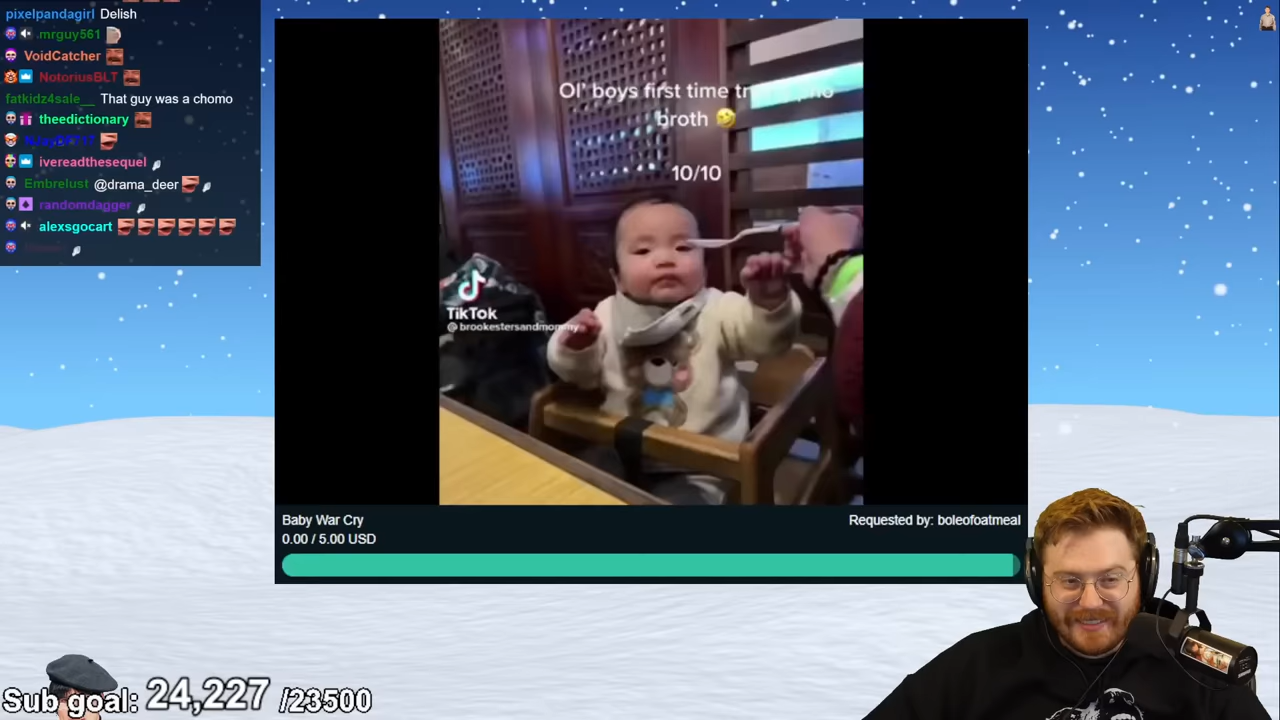 pixelpandagirl Delish
mrguy561
VoidCatcher
NotoriusBLT
fatkidz4sale__ That guy was a chomo
theedictionary
ivereadthesequel
Embrelust @drama_deer
randomdagger
alexsgocart
Ol' boys first time
broth 🤣
10/10
TikTok
@brookestersandmommy
Baby War Cry
Requested by: boleofoatmeal
0.00 / 5.00 USD
Sub goal: 24,227 /23500